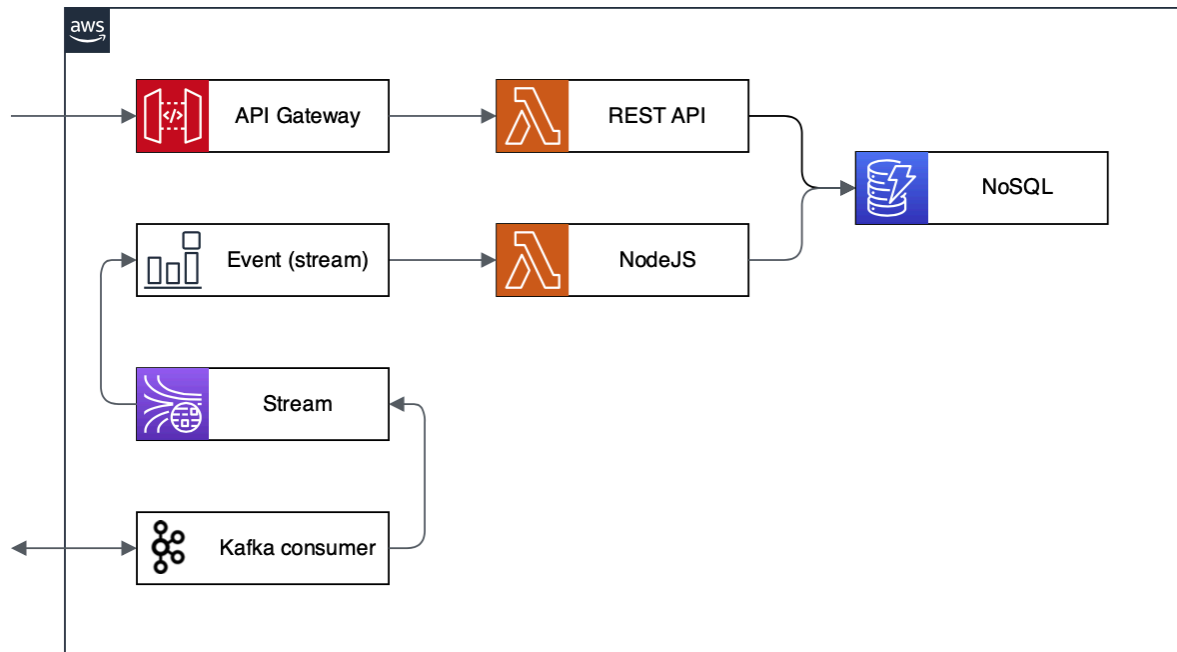 aws
API Gateway
REST API
NoSQL
Event (stream)
NodeJS
Stream
Kafka consumer